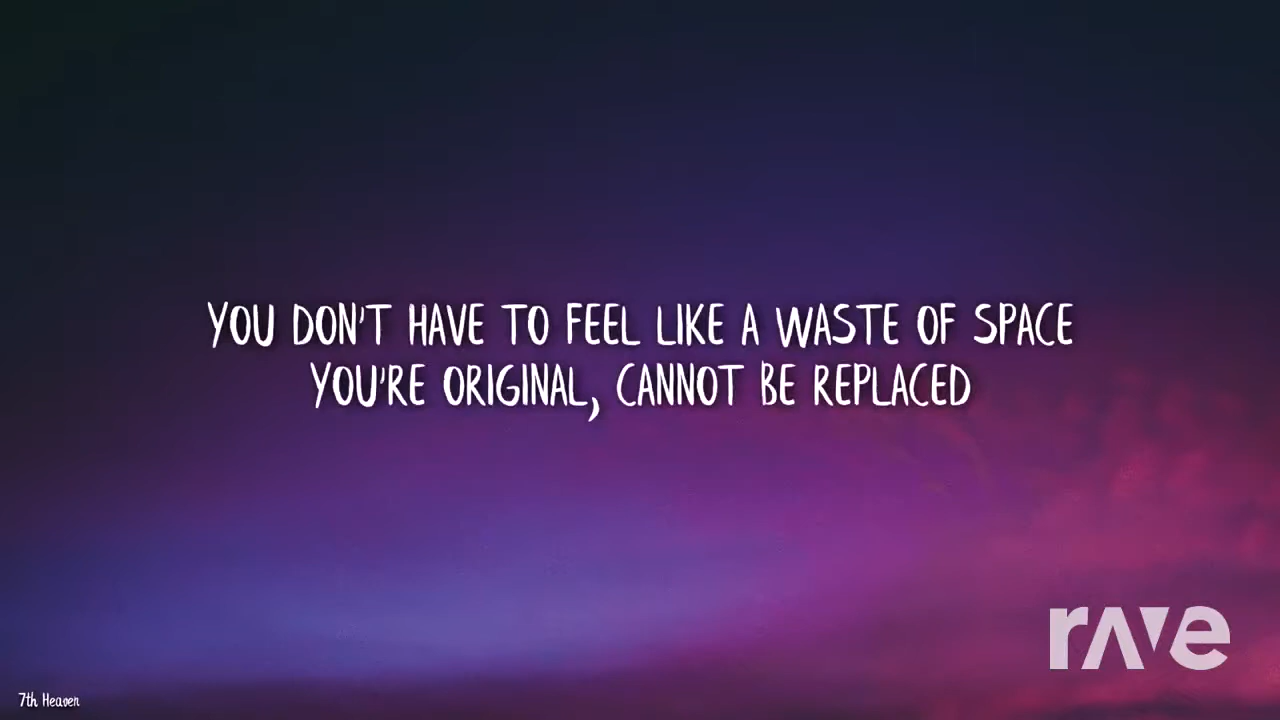 YOU DON'T HAVE TO FEEL LIKE A WASTE OF SPACE
YOU'RE ORIGINAL, CANNOT BE REPLACED
rave
7th Heaven